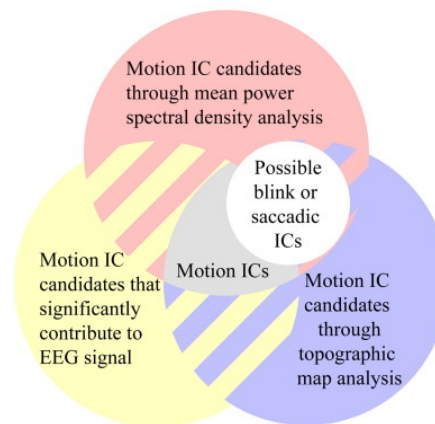 Motion IC candidates
through mean power
spectral density analysis
Possible
blink or
saccadic
ICs
Motion ICs
Motion IC
candidates that
significantly
contribute to
EEG signal
Motion IC
candidates
through
topographic
map analysis